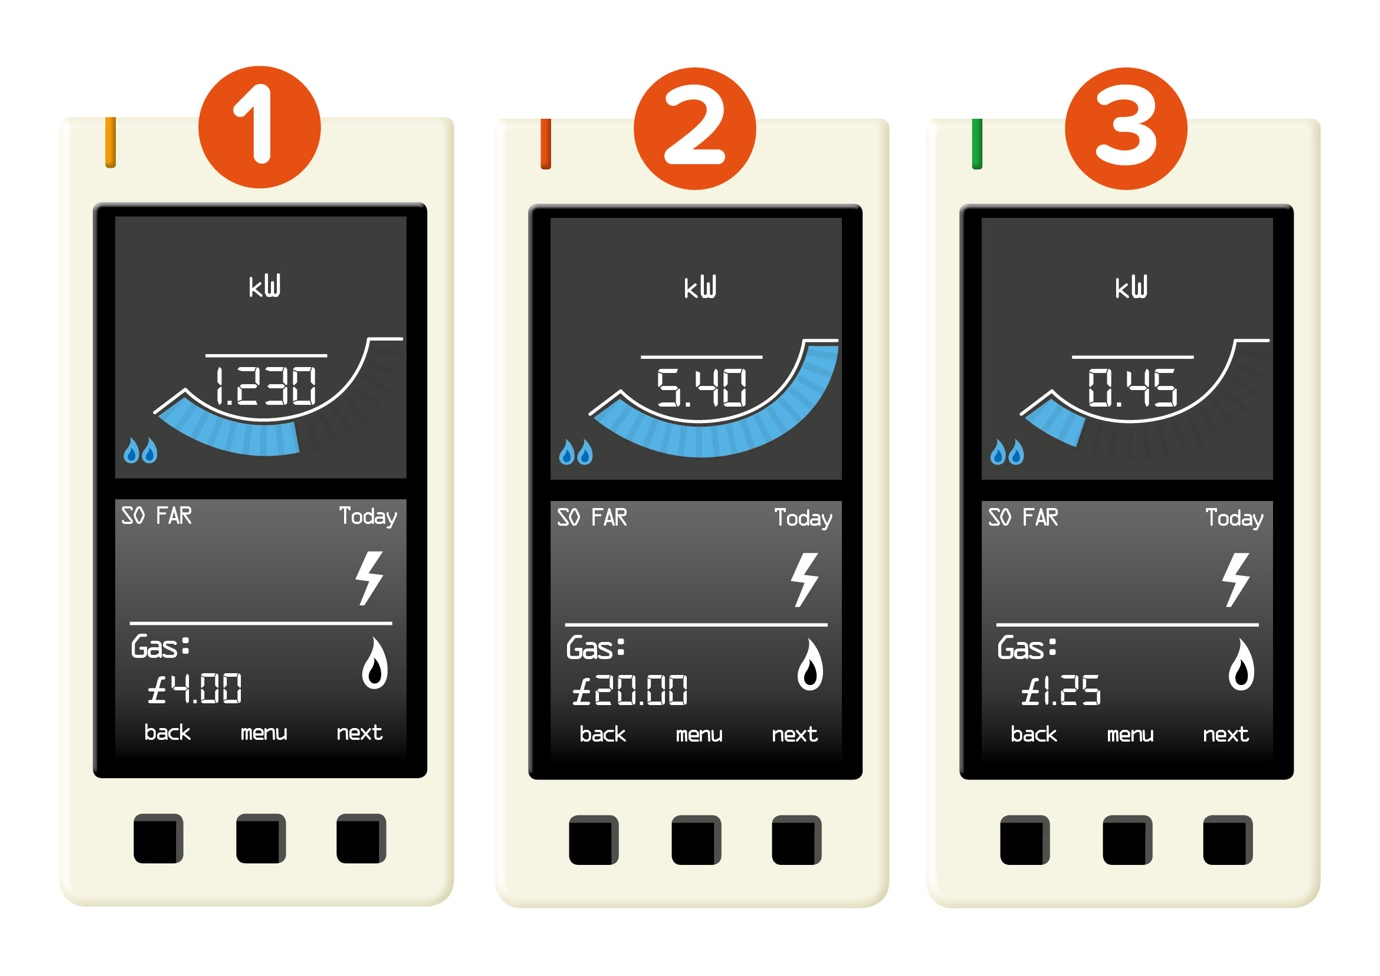 1
kW
1.230
SO FAR Today
Gas:
£4.00
back menu next
2
kW
5.40
SO FAR Today
Gas:
£20.00
back menu next
3
kW
0.45
SO FAR Today
Gas:
£1.25
back menu next